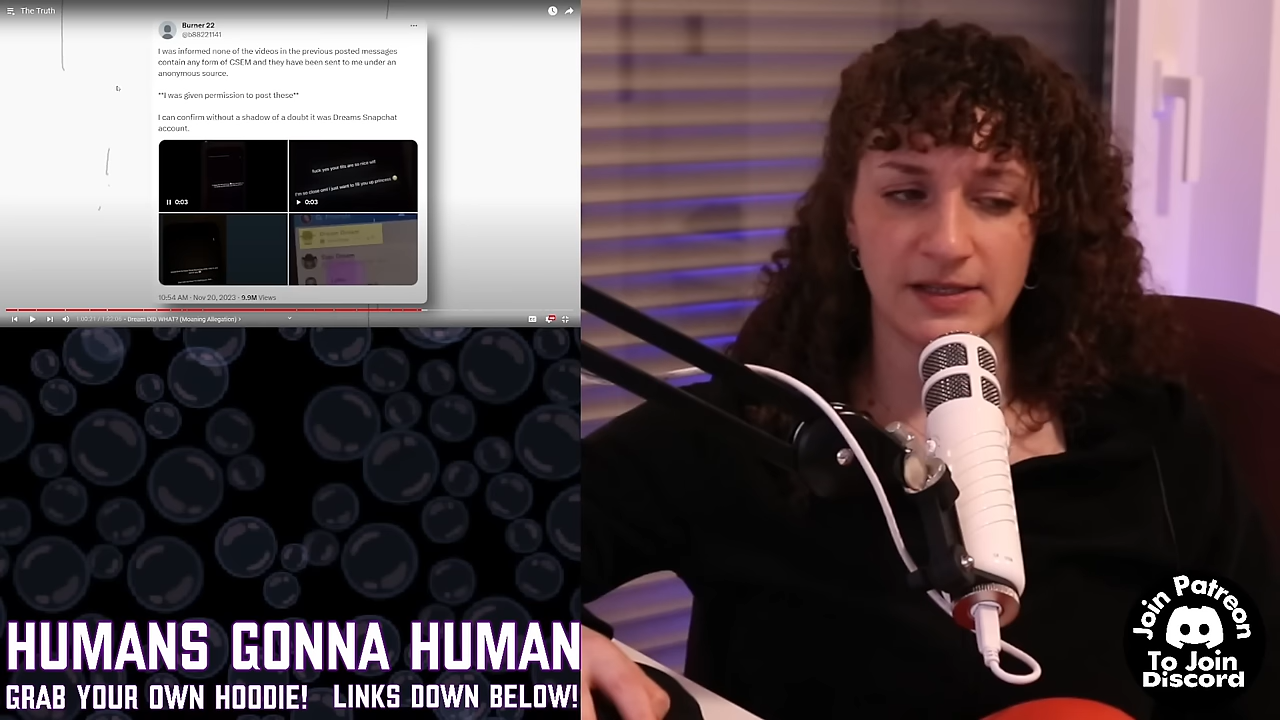 The Truth
Burner 22
@b88221141
I was informed none of the videos in the previous posted messages
contain any form of CSEM and they have been sent to me under an
anonymous source.
**I was given permission to post these**
I can confirm without a shadow of a doubt it was Dreams Snapchat
account.
0:03
0:03
10:54 AM · Nov 20, 2023 · 9.9M Views
Dream DID WHAT? (Moaning Allegation) ›
HUMANS GONNA HUMAN
GRAB YOUR OWN HOODIE! LINKS DOWN BELOW!
Join Patreon
To Join
Discord